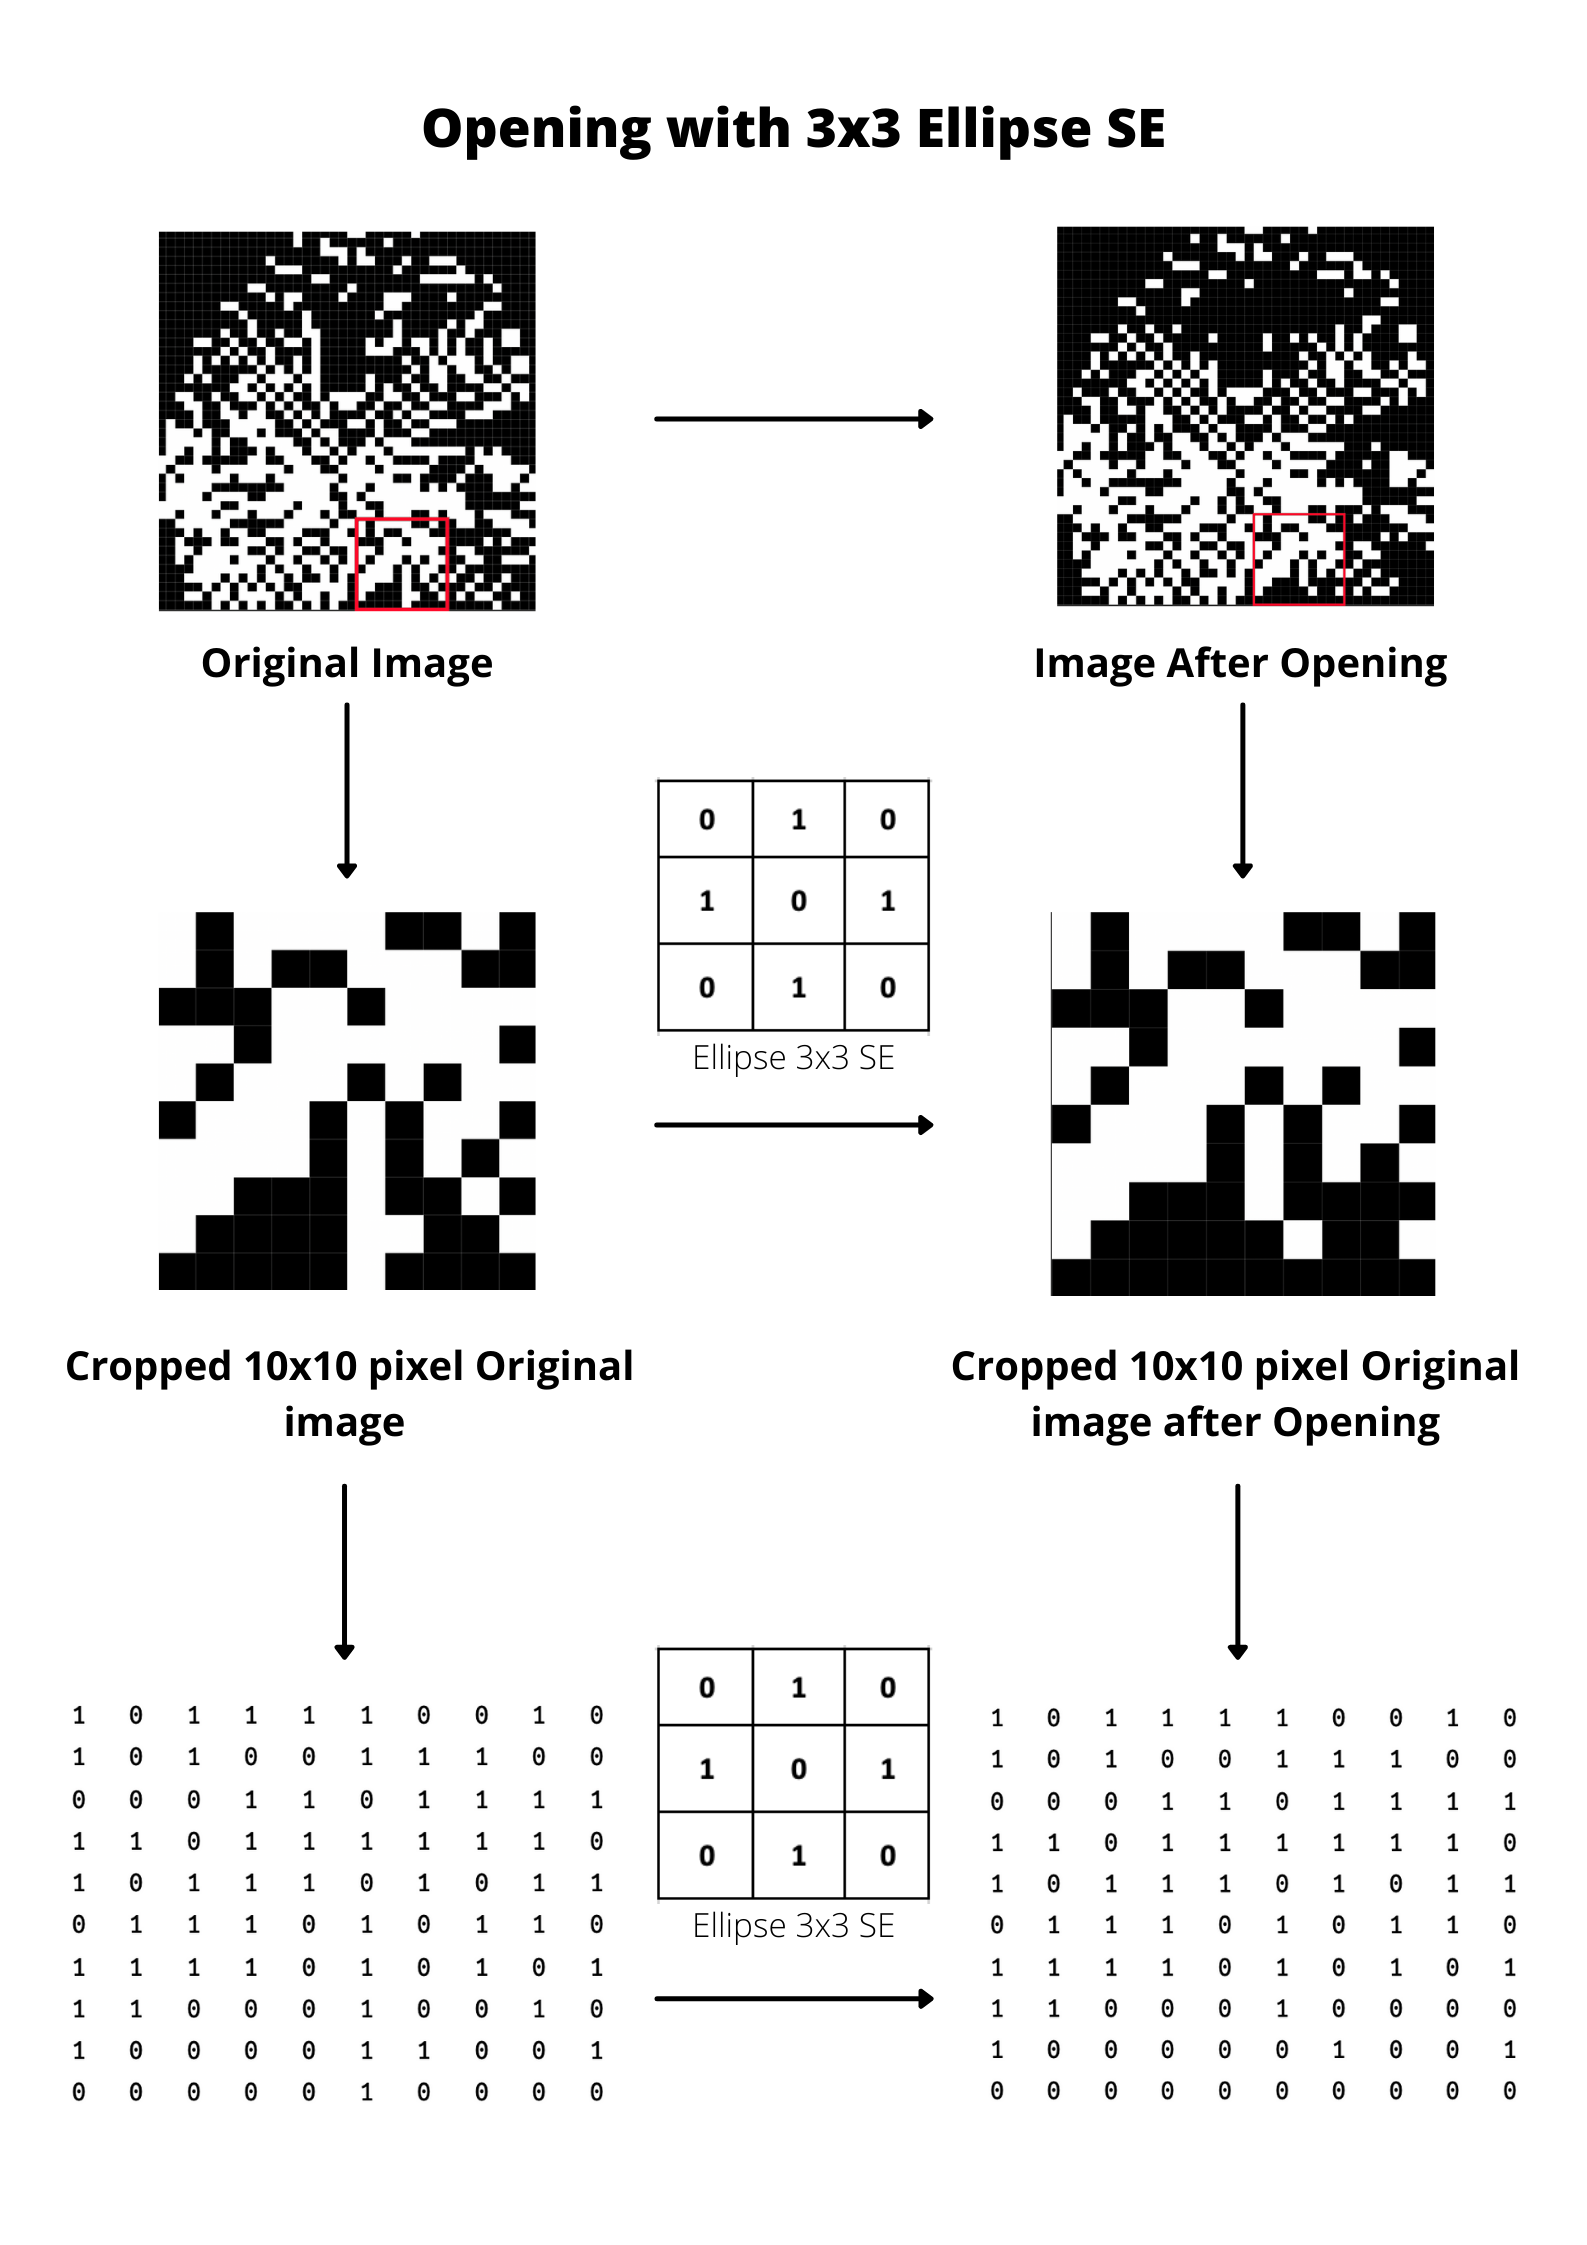 Opening with 3x3 Ellipse SE
Original Image
Image After Opening
0 1 0
1 0 1
0 1 0
Ellipse 3x3 SE
Cropped 10x10 pixel Original
image
Cropped 10x10 pixel Original
image after Opening
1 0 1 1 1 1 0 0 1 0
1 0 1 0 0 1 1 1 0 0
0 0 0 1 1 0 1 1 1 1
1 1 0 1 1 1 1 1 1 0
1 0 1 1 1 0 1 0 1 1
0 1 1 1 0 1 0 1 1 0
1 1 1 1 0 1 0 1 0 1
1 1 0 0 0 1 0 0 1 0
1 0 0 0 0 1 1 0 0 1
0 0 0 0 0 1 0 0 0 0
0 1 0
1 0 1
0 1 0
Ellipse 3x3 SE
1 0 1 1 1 1 0 0 1 0
1 0 1 0 0 1 1 1 0 0
0 0 0 1 1 0 1 1 1 1
1 1 0 1 1 1 1 1 1 0
1 0 1 1 1 0 1 0 1 1
0 1 1 1 0 1 0 1 1 0
1 1 1 1 0 1 0 1 0 1
1 1 0 0 0 1 0 0 0 0
1 0 0 0 0 0 1 0 0 1
0 0 0 0 0 0 0 0 0 0